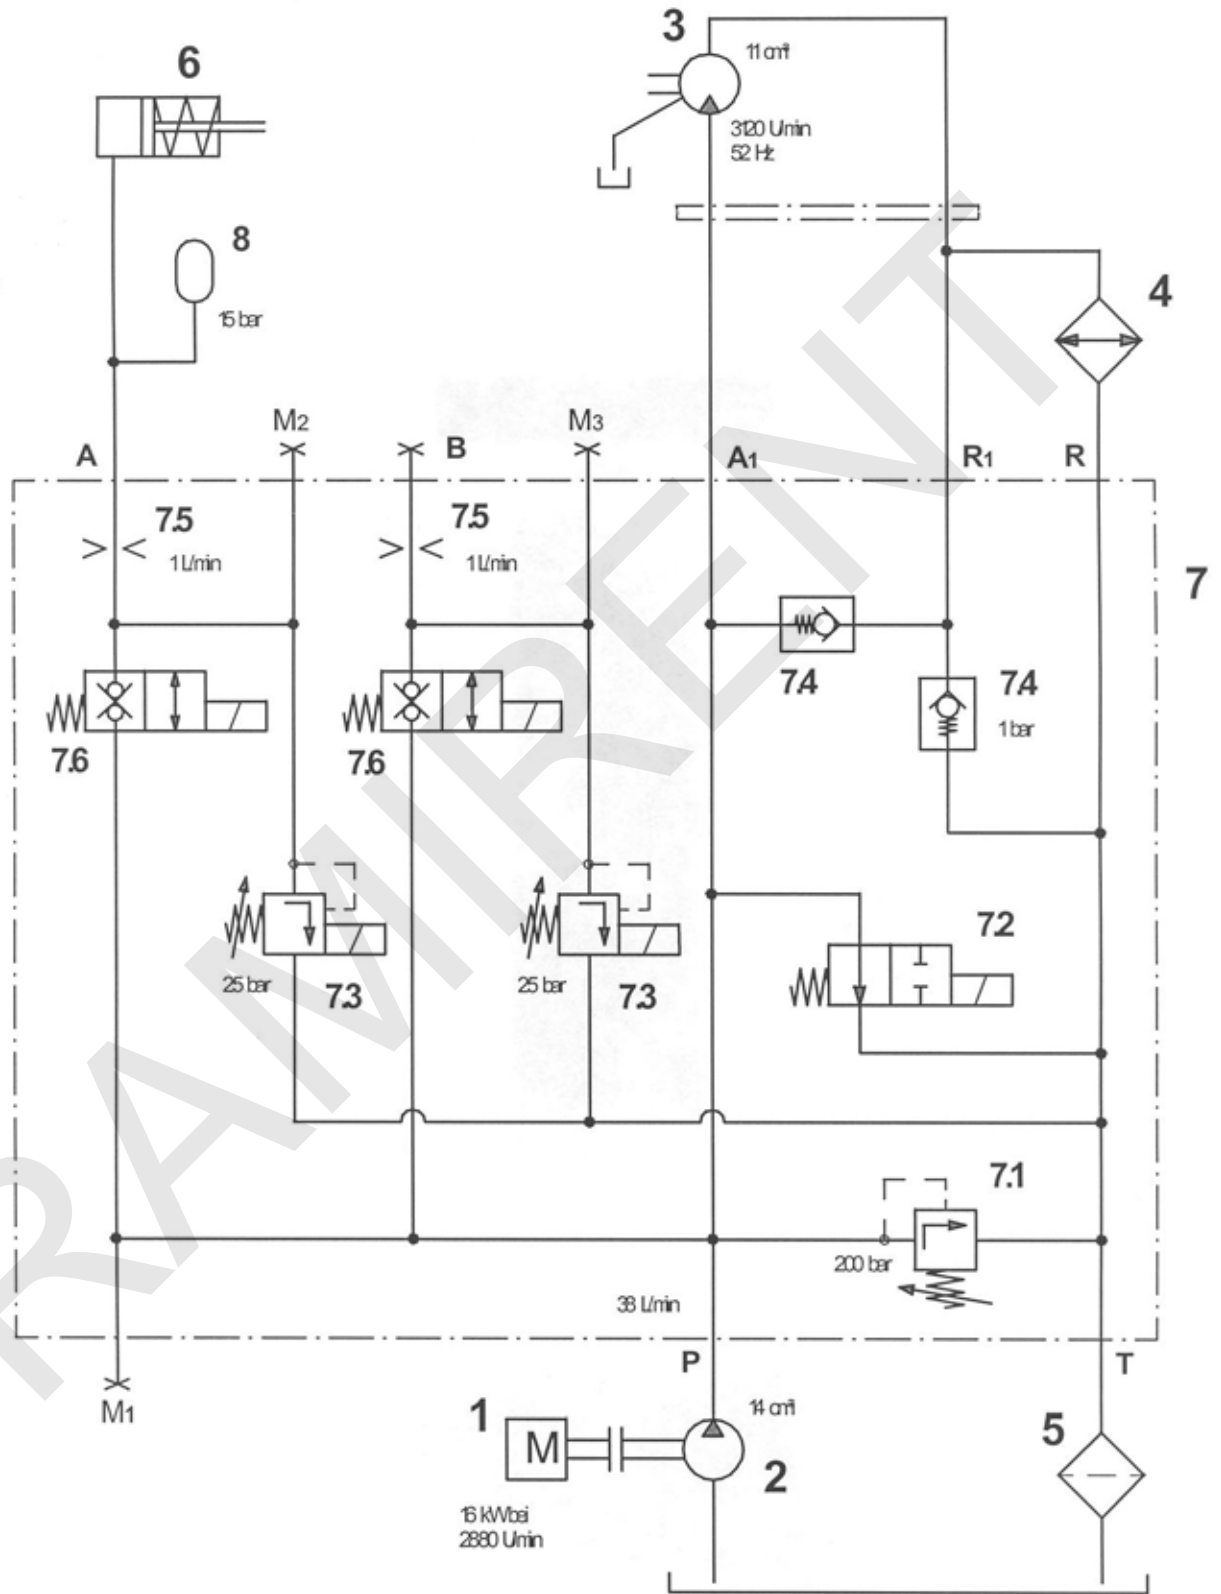 3
11 cm³
6
3120 U/min
52 Hz
8
15 bar
4
M2
M3
A
B
A1
R1
R
7.5
7.5
1 L/min
1 L/min
7
7.4
7.4
1 bar
7.6
7.6
7.2
25 bar
7.3
25 bar
7.3
7.1
200 bar
38 L/min
P
T
M1
1
14 cm³
M
5
2
16 kW bei
2880 U/min
RAMIRENT